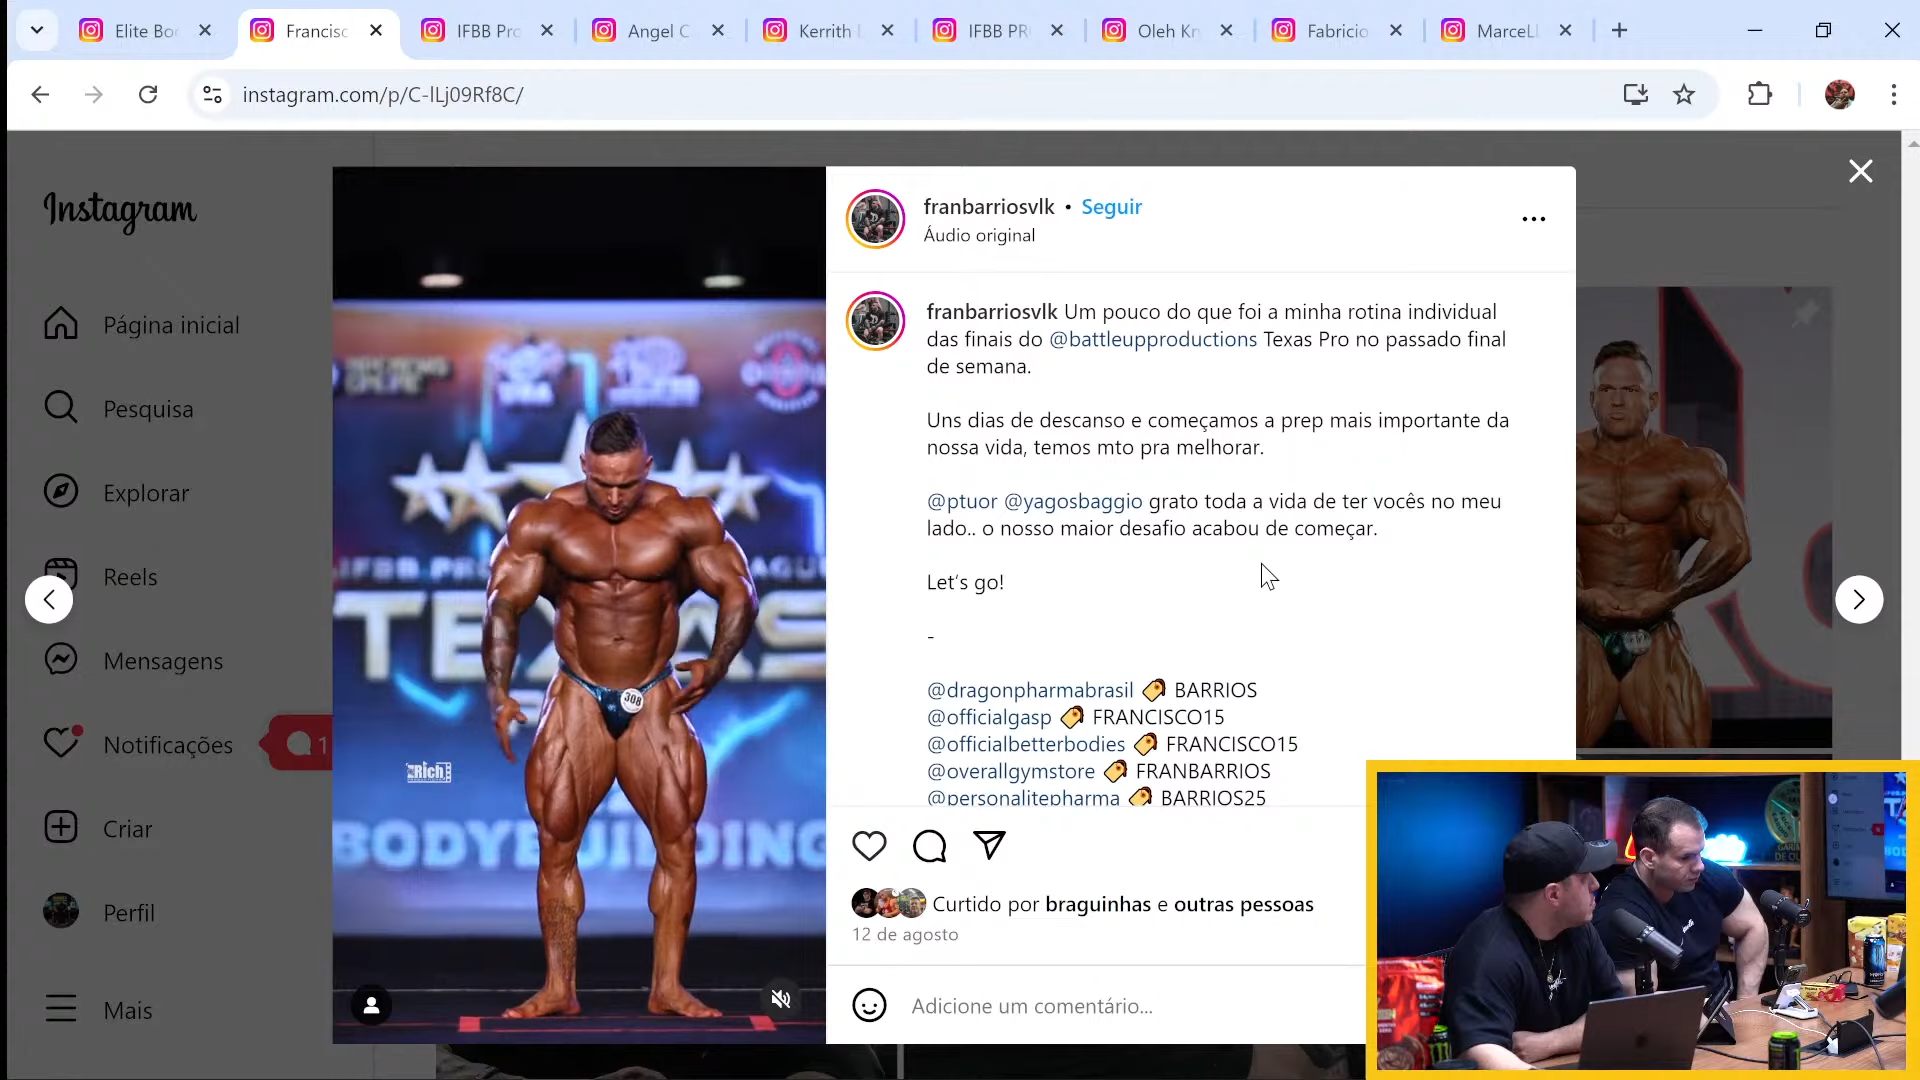 Elite Bo
Francisc
IFBB Pro
Angel C
Kerrith
IFBB PR
Oleh Kr
Fabricio
MarceL
instagram.com/p/C-lLj09Rf8C/
Instagram
Página inicial
Pesquisa
Explorar
Reels
Mensagens
Notificações
1
Criar
Perfil
Mais
TEXAS
BODYBUILDING
308
Rich
franbarriosvlk • Seguir
Áudio original
franbarriosvlk Um pouco do que foi a minha rotina individual
das finais do @battleupproductions Texas Pro no passado final
de semana.
Uns dias de descanso e começamos a prep mais importante da
nossa vida, temos mto pra melhorar.
@ptuor @yagosbaggio grato toda a vida de ter vocês no meu
lado.. o nosso maior desafio acabou de começar.
Let's go!
-
@dragonpharmabrasil BARRIOS
@officialgasp FRANCISCO15
@officialbetterbodies FRANCISCO15
@overallgymstore FRANBARRIOS
@personalitepharma BARRIOS25
Curtido por braguinhas e outras pessoas
12 de agosto
Adicione um comentário...